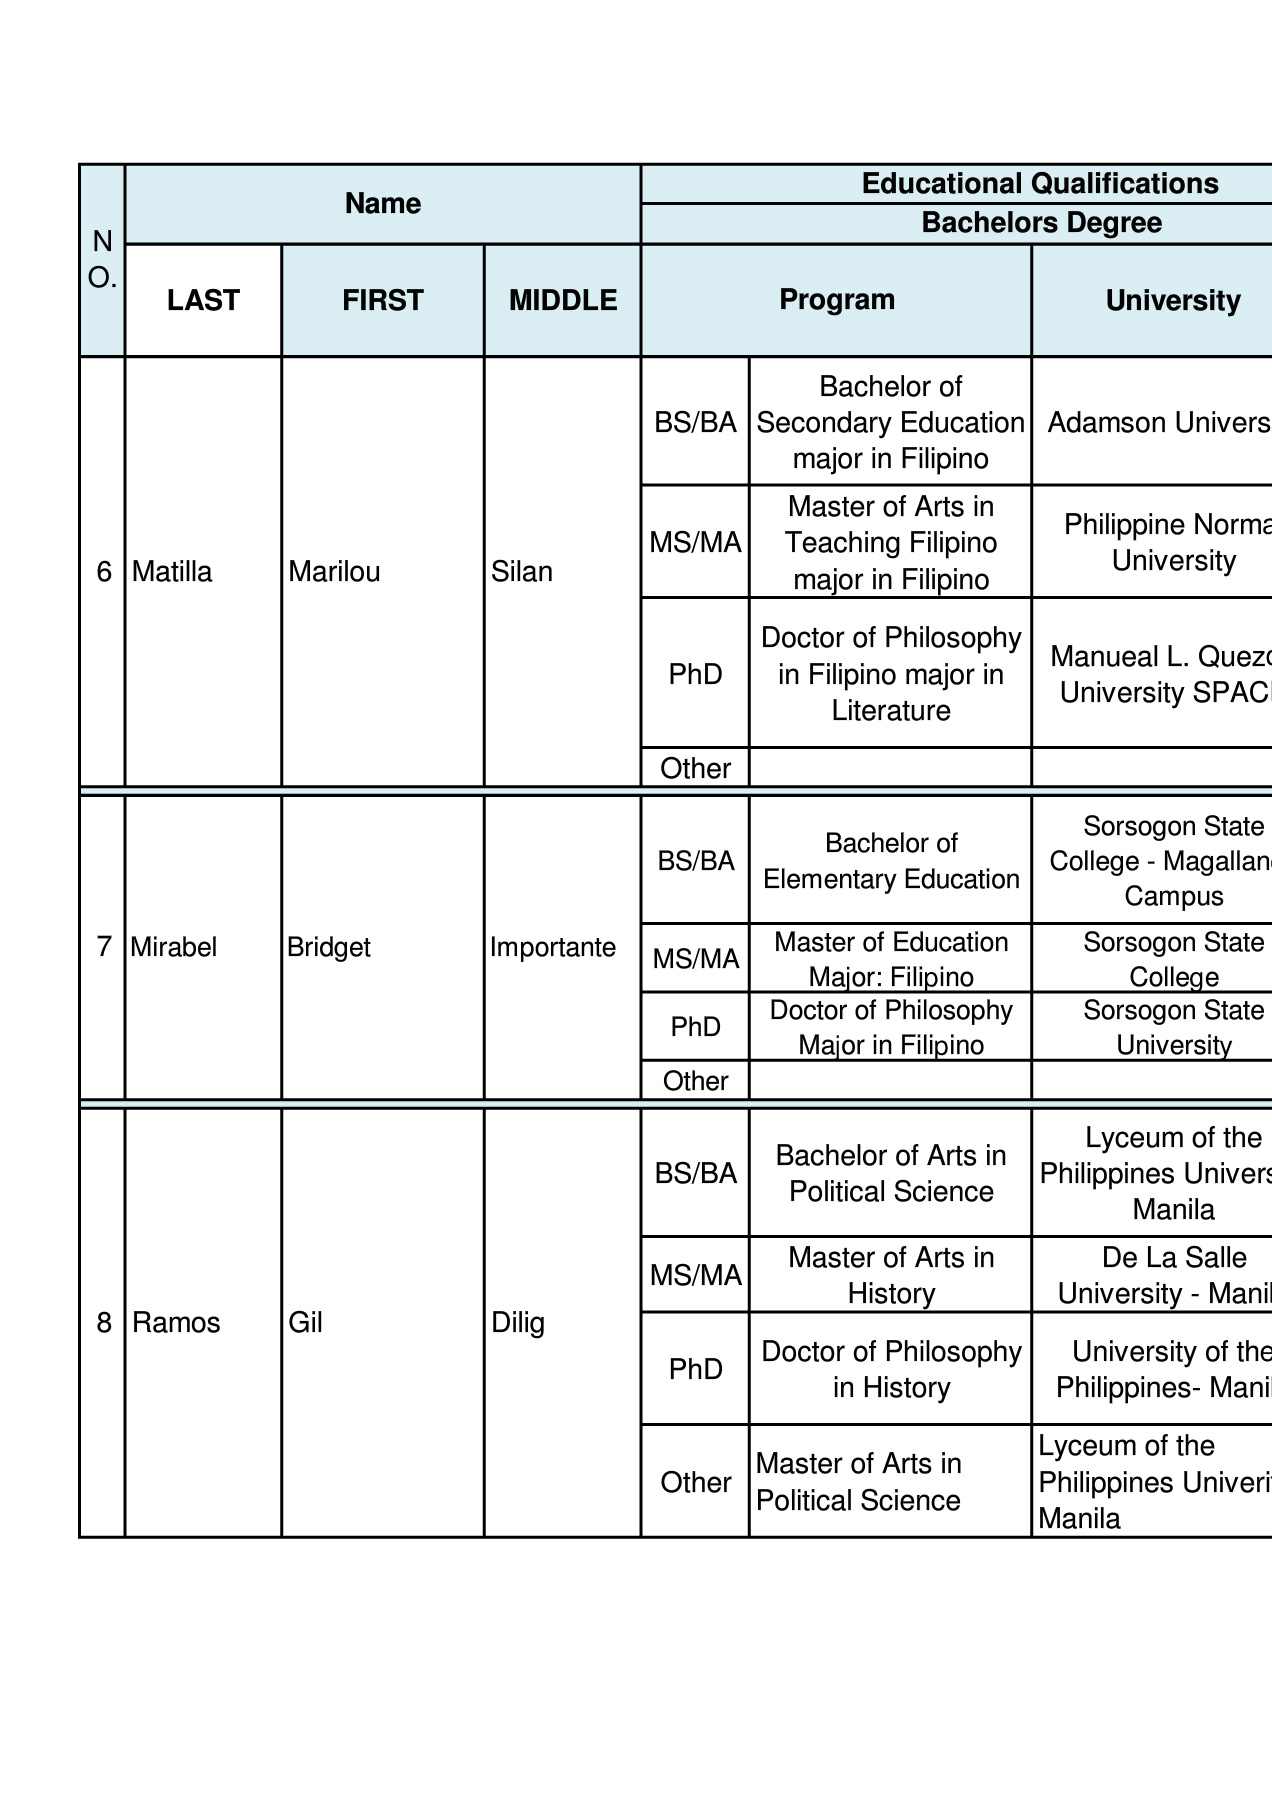 Educational Qualifications
Name
Bachelors Degree
N
O.
LAST FIRST MIDDLE Program University
Bachelor of
BS/BA Secondary Education Adamson Univers
major in Filipino
Master of Arts in
MS/MA Teaching Filipino Philippine Norma
major in Filipino University
6 Matilla Marilou Silan
Doctor of Philosophy
PhD in Filipino major in Manueal L. Quezo
Literature University SPAC
Other
Sorsogon State
BS/BA Bachelor of College - Magallan
Elementary Education Campus
7 Mirabel Bridget Importante
MS/MA Master of Education Sorsogon State
Major: Filipino College
PhD Doctor of Philosophy Sorsogon State
Major in Filipino University
Other
Lyceum of the
BS/BA Bachelor of Arts in Philippines Univers
Political Science Manila
MS/MA Master of Arts in De La Salle
History University - Manil
8 Ramos Gil Dilig
PhD Doctor of Philosophy University of the
in History Philippines- Manil
Lyceum of the
Other Master of Arts in Philippines Univeri
Political Science Manila